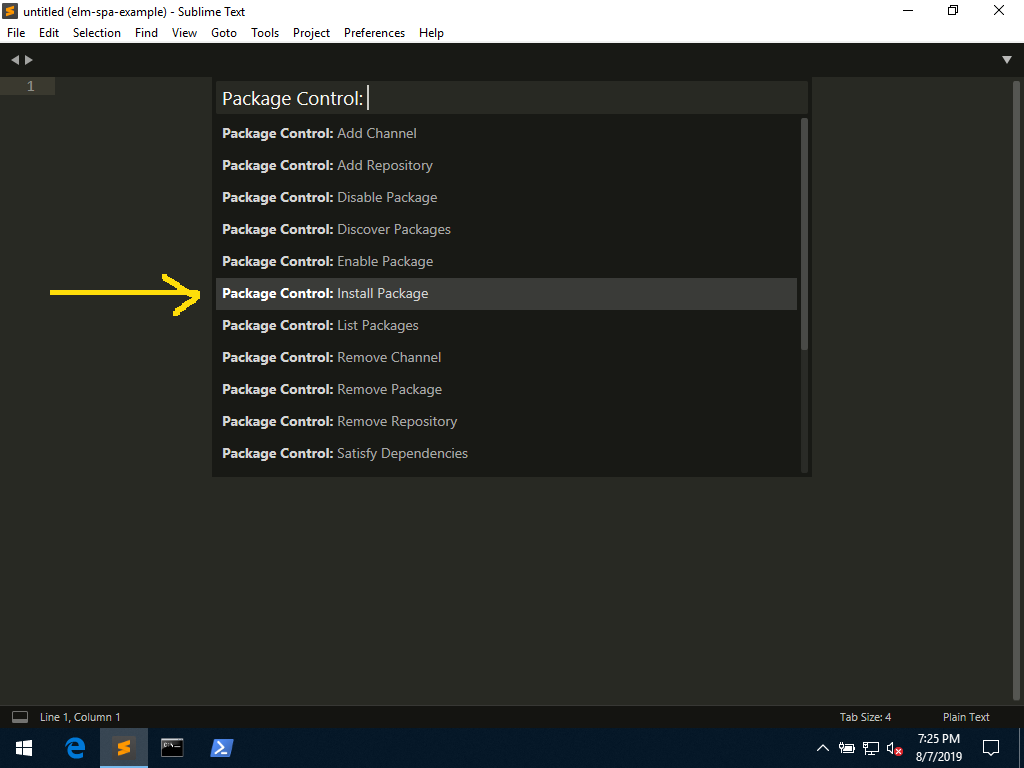 untitled (elm-spa-example) - Sublime Text
File Edit Selection Find View Goto Tools Project Preferences Help
1
Package Control:
Package Control: Add Channel
Package Control: Add Repository
Package Control: Disable Package
Package Control: Discover Packages
Package Control: Enable Package
Package Control: Install Package
Package Control: List Packages
Package Control: Remove Channel
Package Control: Remove Package
Package Control: Remove Repository
Package Control: Satisfy Dependencies
Line 1, Column 1 Tab Size: 4 Plain Text
7:25 PM
8/7/2019